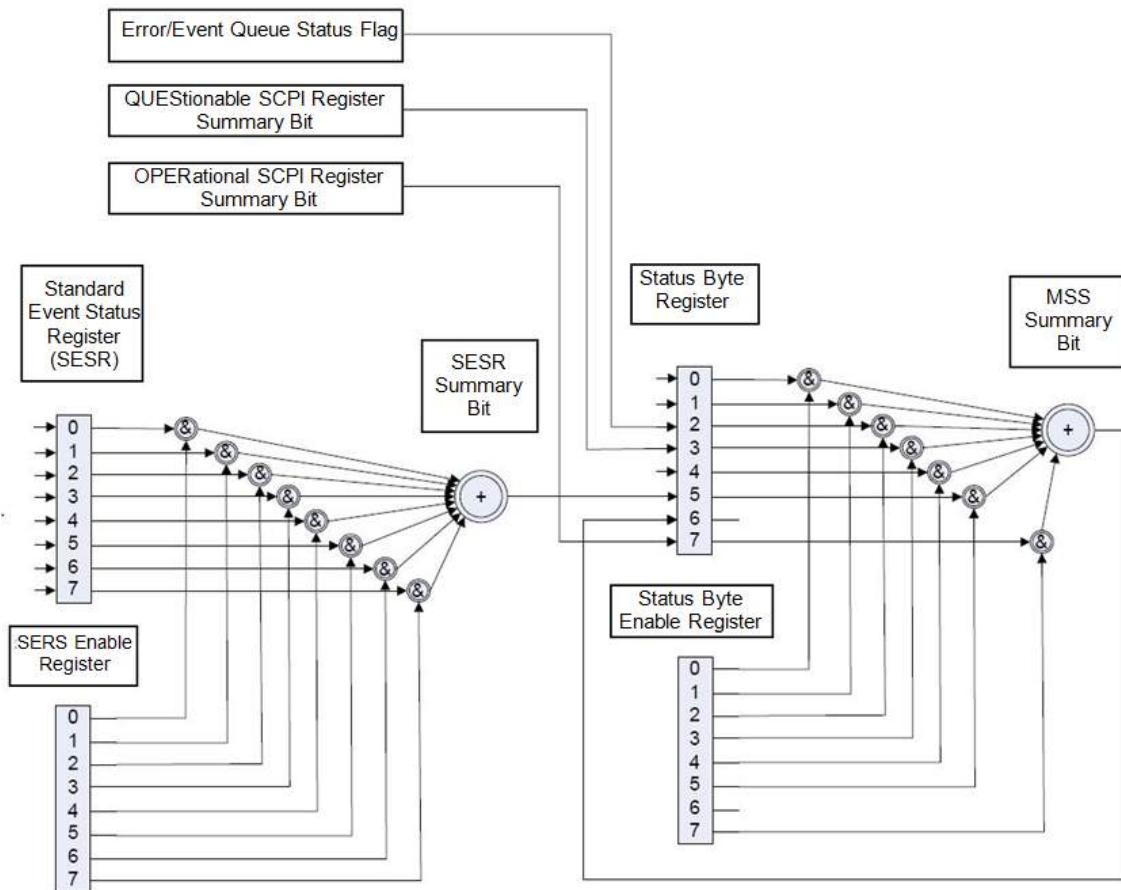 Error/Event Queue Status Flag
QUEStionable SCPI Register
Summary Bit
OPERational SCPI Register
Summary Bit
Standard
Event Status
Register
(SESR)
SESR
Summary
Bit
Status Byte
Register
MSS
Summary
Bit
0
1
2
3
4
5
6
7
&
&
&
&
&
&
&
&
+
0
1
2
3
4
5
6
7
&
&
&
&
&
&
&
+
.SERS Enable
Register
0
1
2
3
4
5
6
7
Status Byte
Enable Register
0
1
2
3
4
5
6
7